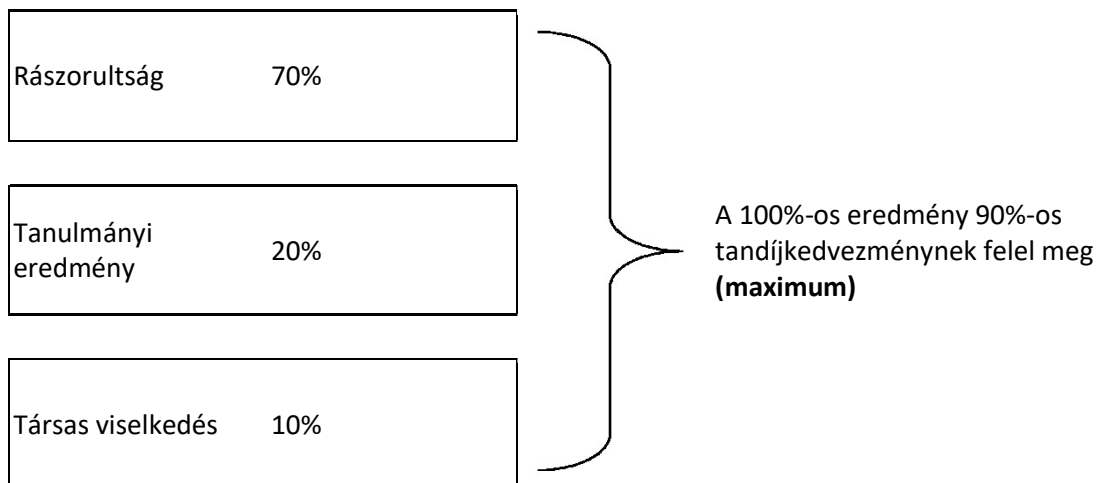 Rászorultság 70%
Tanulmányi
eredmény 20%
Társas viselkedés 10%
A 100%-os eredmény 90%-os
tandíjkedvezménynek felel meg
(maximum)